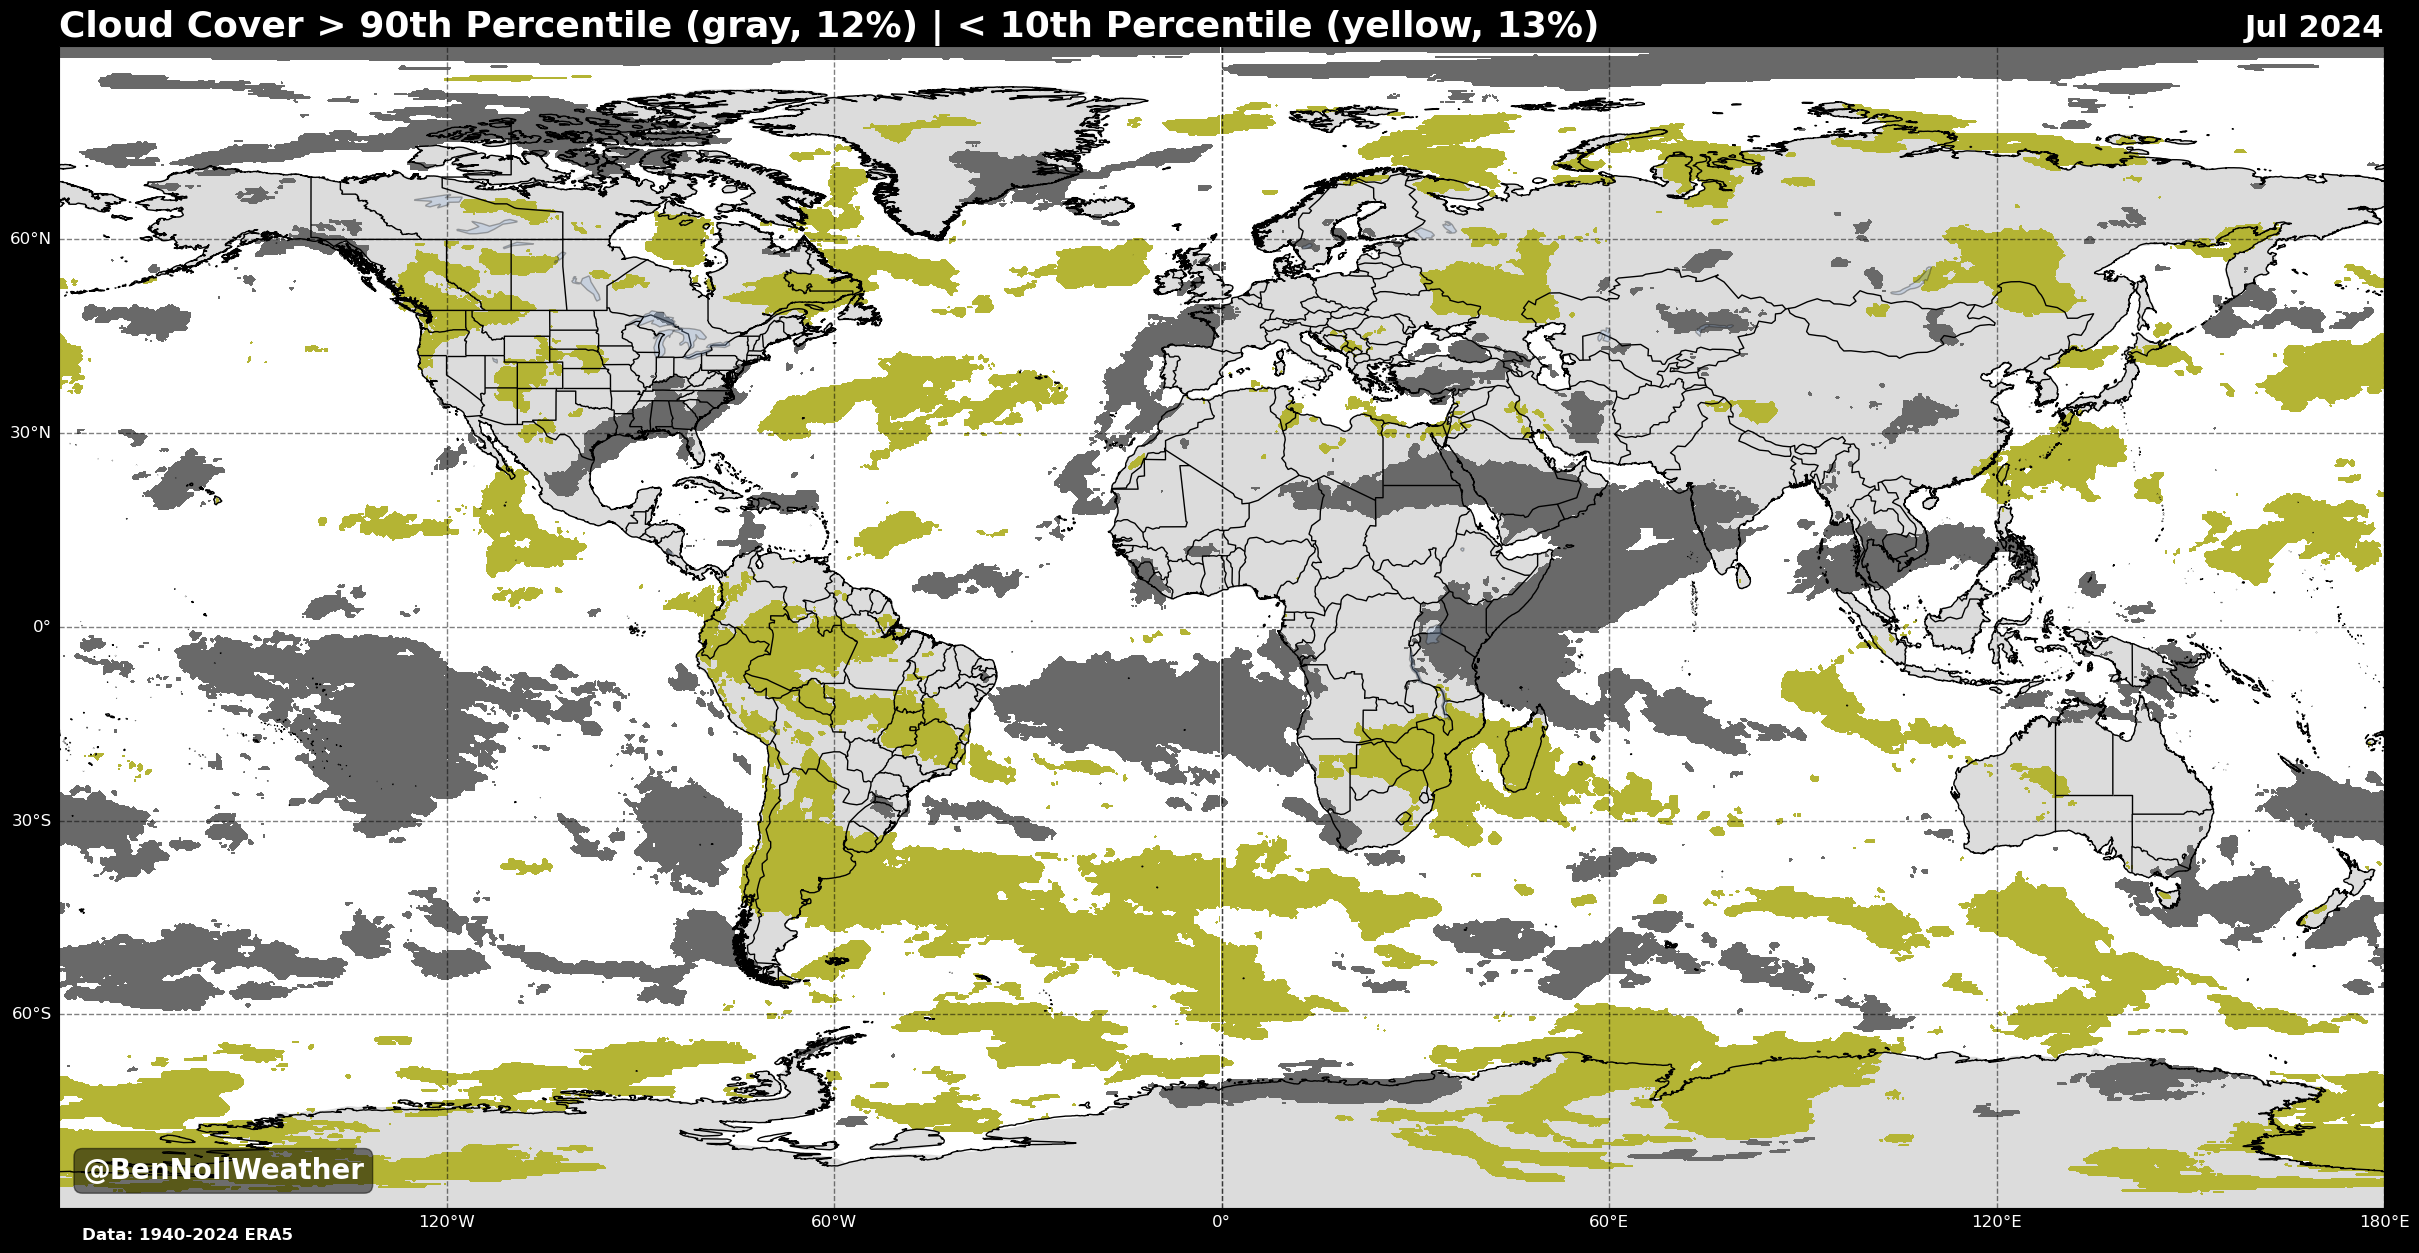 Cloud Cover > 90th Percentile (gray, 12%) | < 10th Percentile (yellow, 13%)
Jul 2024
60°N
30°N
0°
30°S
60°S
@BenNollWeather
120°W
60°W
0°
60°E
120°E
180°E
Data: 1940-2024 ERA5